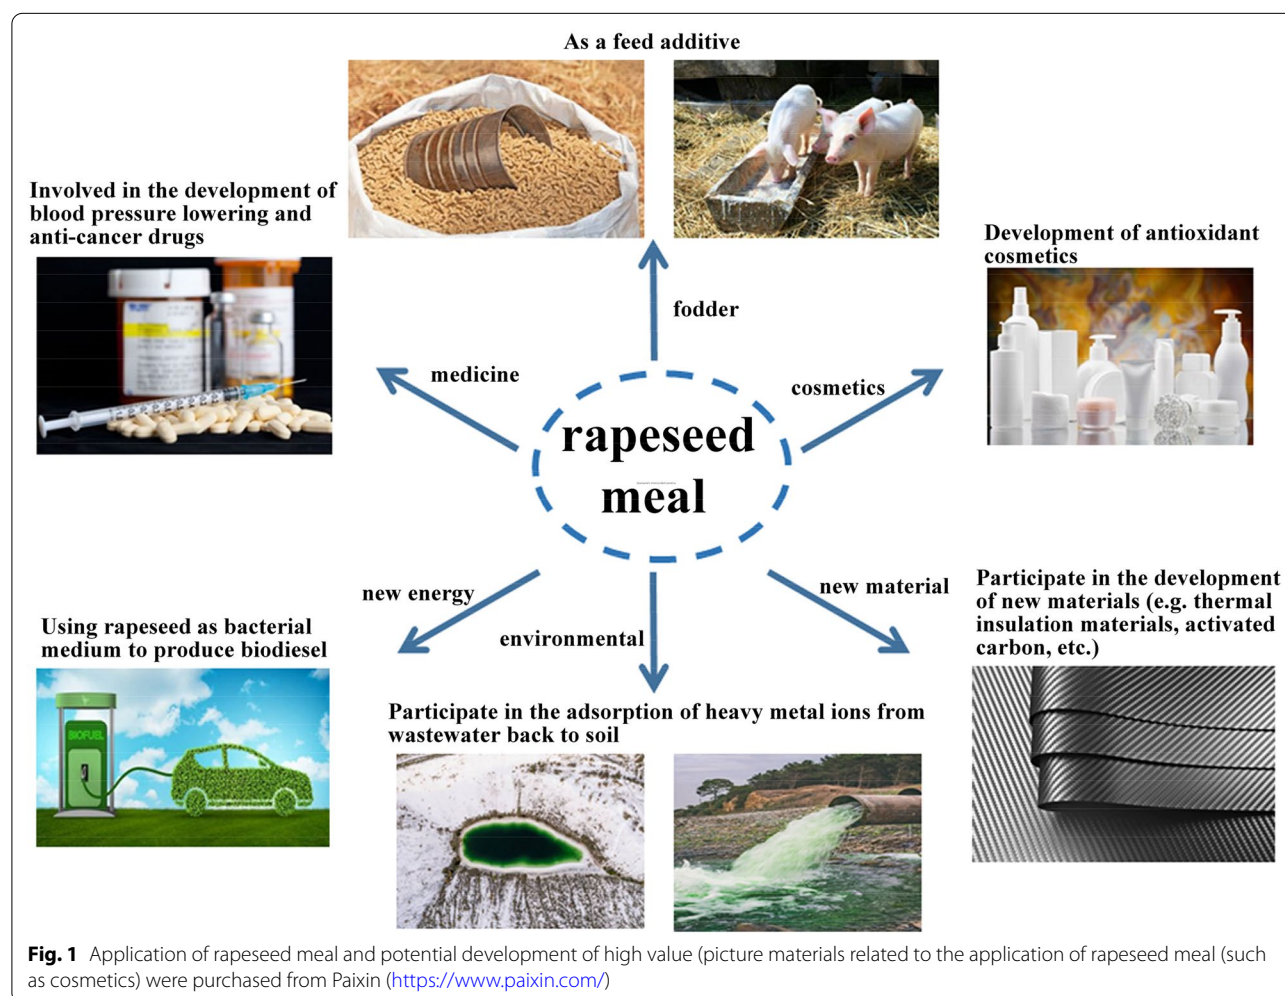 As a feed additive
Involved in the development of
blood pressure lowering and
anti-cancer drugs
Development of antioxidant
cosmetics
fodder
medicine
cosmetics
rapeseed
meal
new energy
environmental
new material
Using rapeseed as bacterial
medium to produce biodiesel
BIOFUEL
Participate in the adsorption of heavy metal ions from
wastewater back to soil
Participate in the development
of new materials (e.g. thermal
insulation materials, activated
carbon, etc.)
Fig. 1 Application of rapeseed meal and potential development of high value (picture materials related to the application of rapeseed meal (such
as cosmetics) were purchased from Paixin (https://www.paixin.com/)